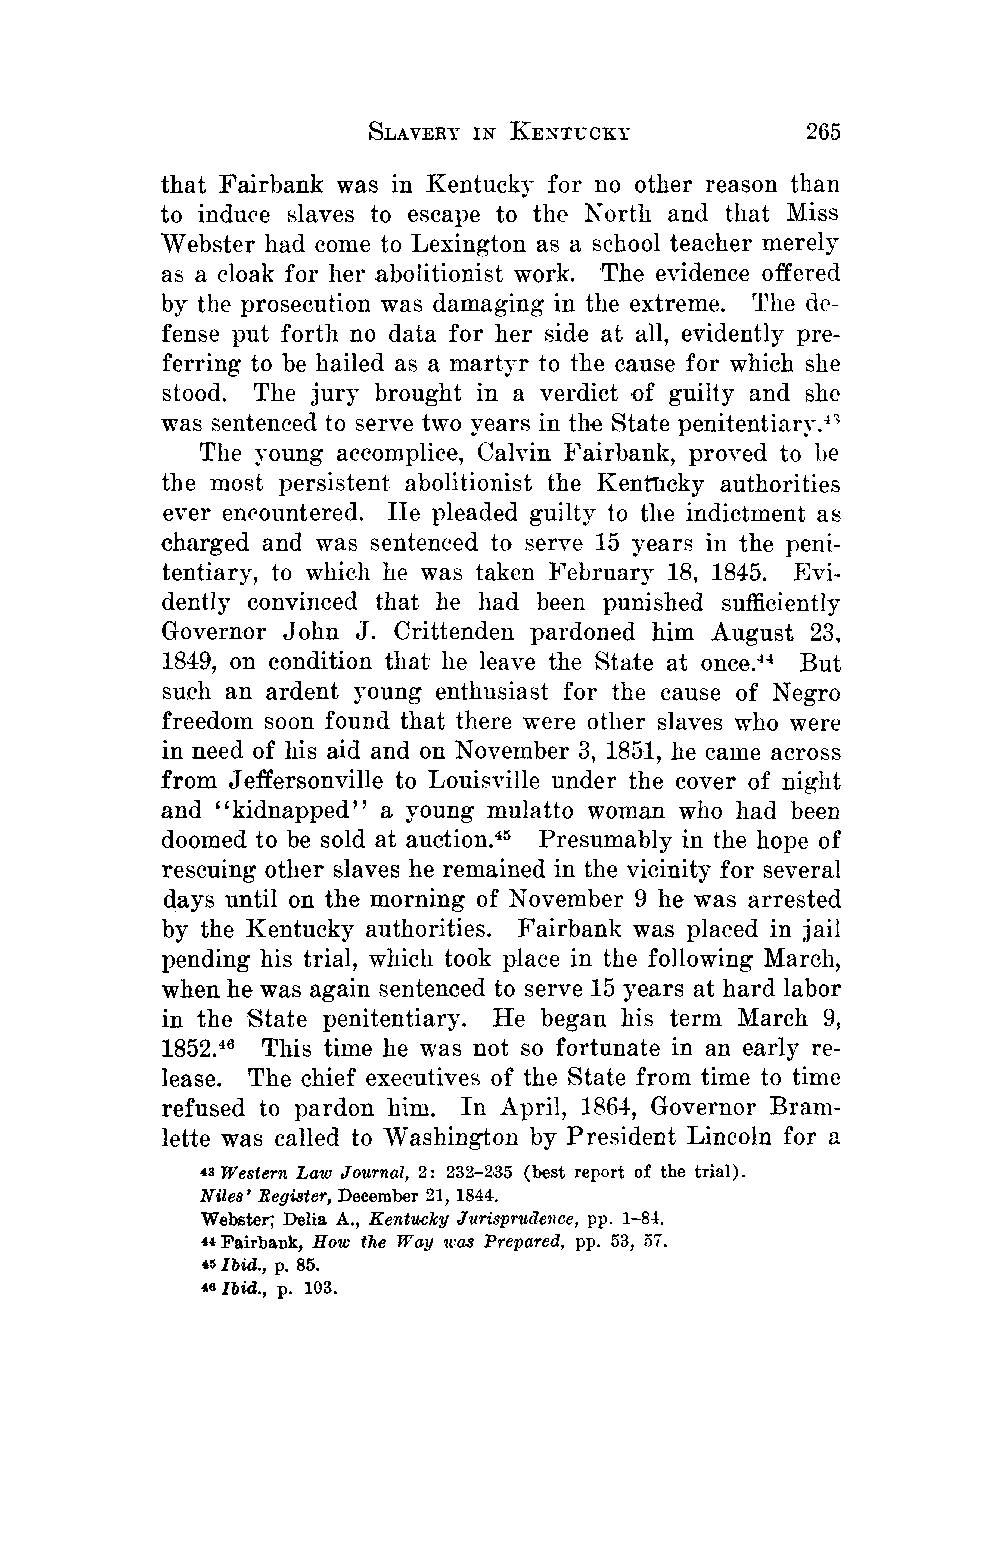 SLAVERY IN KENTUCKY 265
that Fairbank was in Kentucky for no other reason than
to induce slaves to escape to the North and that Miss
Webster had come to Lexington as a school teacher merely
as a cloak for her abolitionist work. The evidence offered
by the prosecution was damaging in the extreme. The de-
fense put forth no data for her side at all, evidently pre-
ferring to be hailed as a martyr to the cause for which she
stood. The jury brought in a verdict of guilty and she
was sentenced to serve two years in the State penitentiary.⁴³
The young accomplice, Calvin Fairbank, proved to be
the most persistent abolitionist the Kentucky authorities
ever encountered. He pleaded guilty to the indictment as
charged and was sentenced to serve 15 years in the peni-
tentiary, to which he was taken February 18, 1845. Evi-
dently convinced that he had been punished sufficiently
Governor John J. Crittenden pardoned him August 23,
1849, on condition that he leave the State at once.⁴⁴ But
such an ardent young enthusiast for the cause of Negro
freedom soon found that there were other slaves who were
in need of his aid and on November 3, 1851, he came across
from Jeffersonville to Louisville under the cover of night
and "kidnapped" a young mulatto woman who had been
doomed to be sold at auction.⁴⁵ Presumably in the hope of
rescuing other slaves he remained in the vicinity for several
days until on the morning of November 9 he was arrested
by the Kentucky authorities. Fairbank was placed in jail
pending his trial, which took place in the following March,
when he was again sentenced to serve 15 years at hard labor
in the State penitentiary. He began his term March 9,
1852.⁴⁶ This time he was not so fortunate in an early re-
lease. The chief executives of the State from time to time
refused to pardon him. In April, 1864, Governor Bram-
lette was called to Washington by President Lincoln for a
⁴³ Western Law Journal, 2: 232–235 (best report of the trial).
Niles' Register, December 21, 1844.
Webster; Delia A., Kentucky Jurisprudence, pp. 1–84.
⁴⁴ Fairbank, How the Way was Prepared, pp. 53, 57.
⁴⁵ Ibid., p. 85.
⁴⁶ Ibid., p. 103.